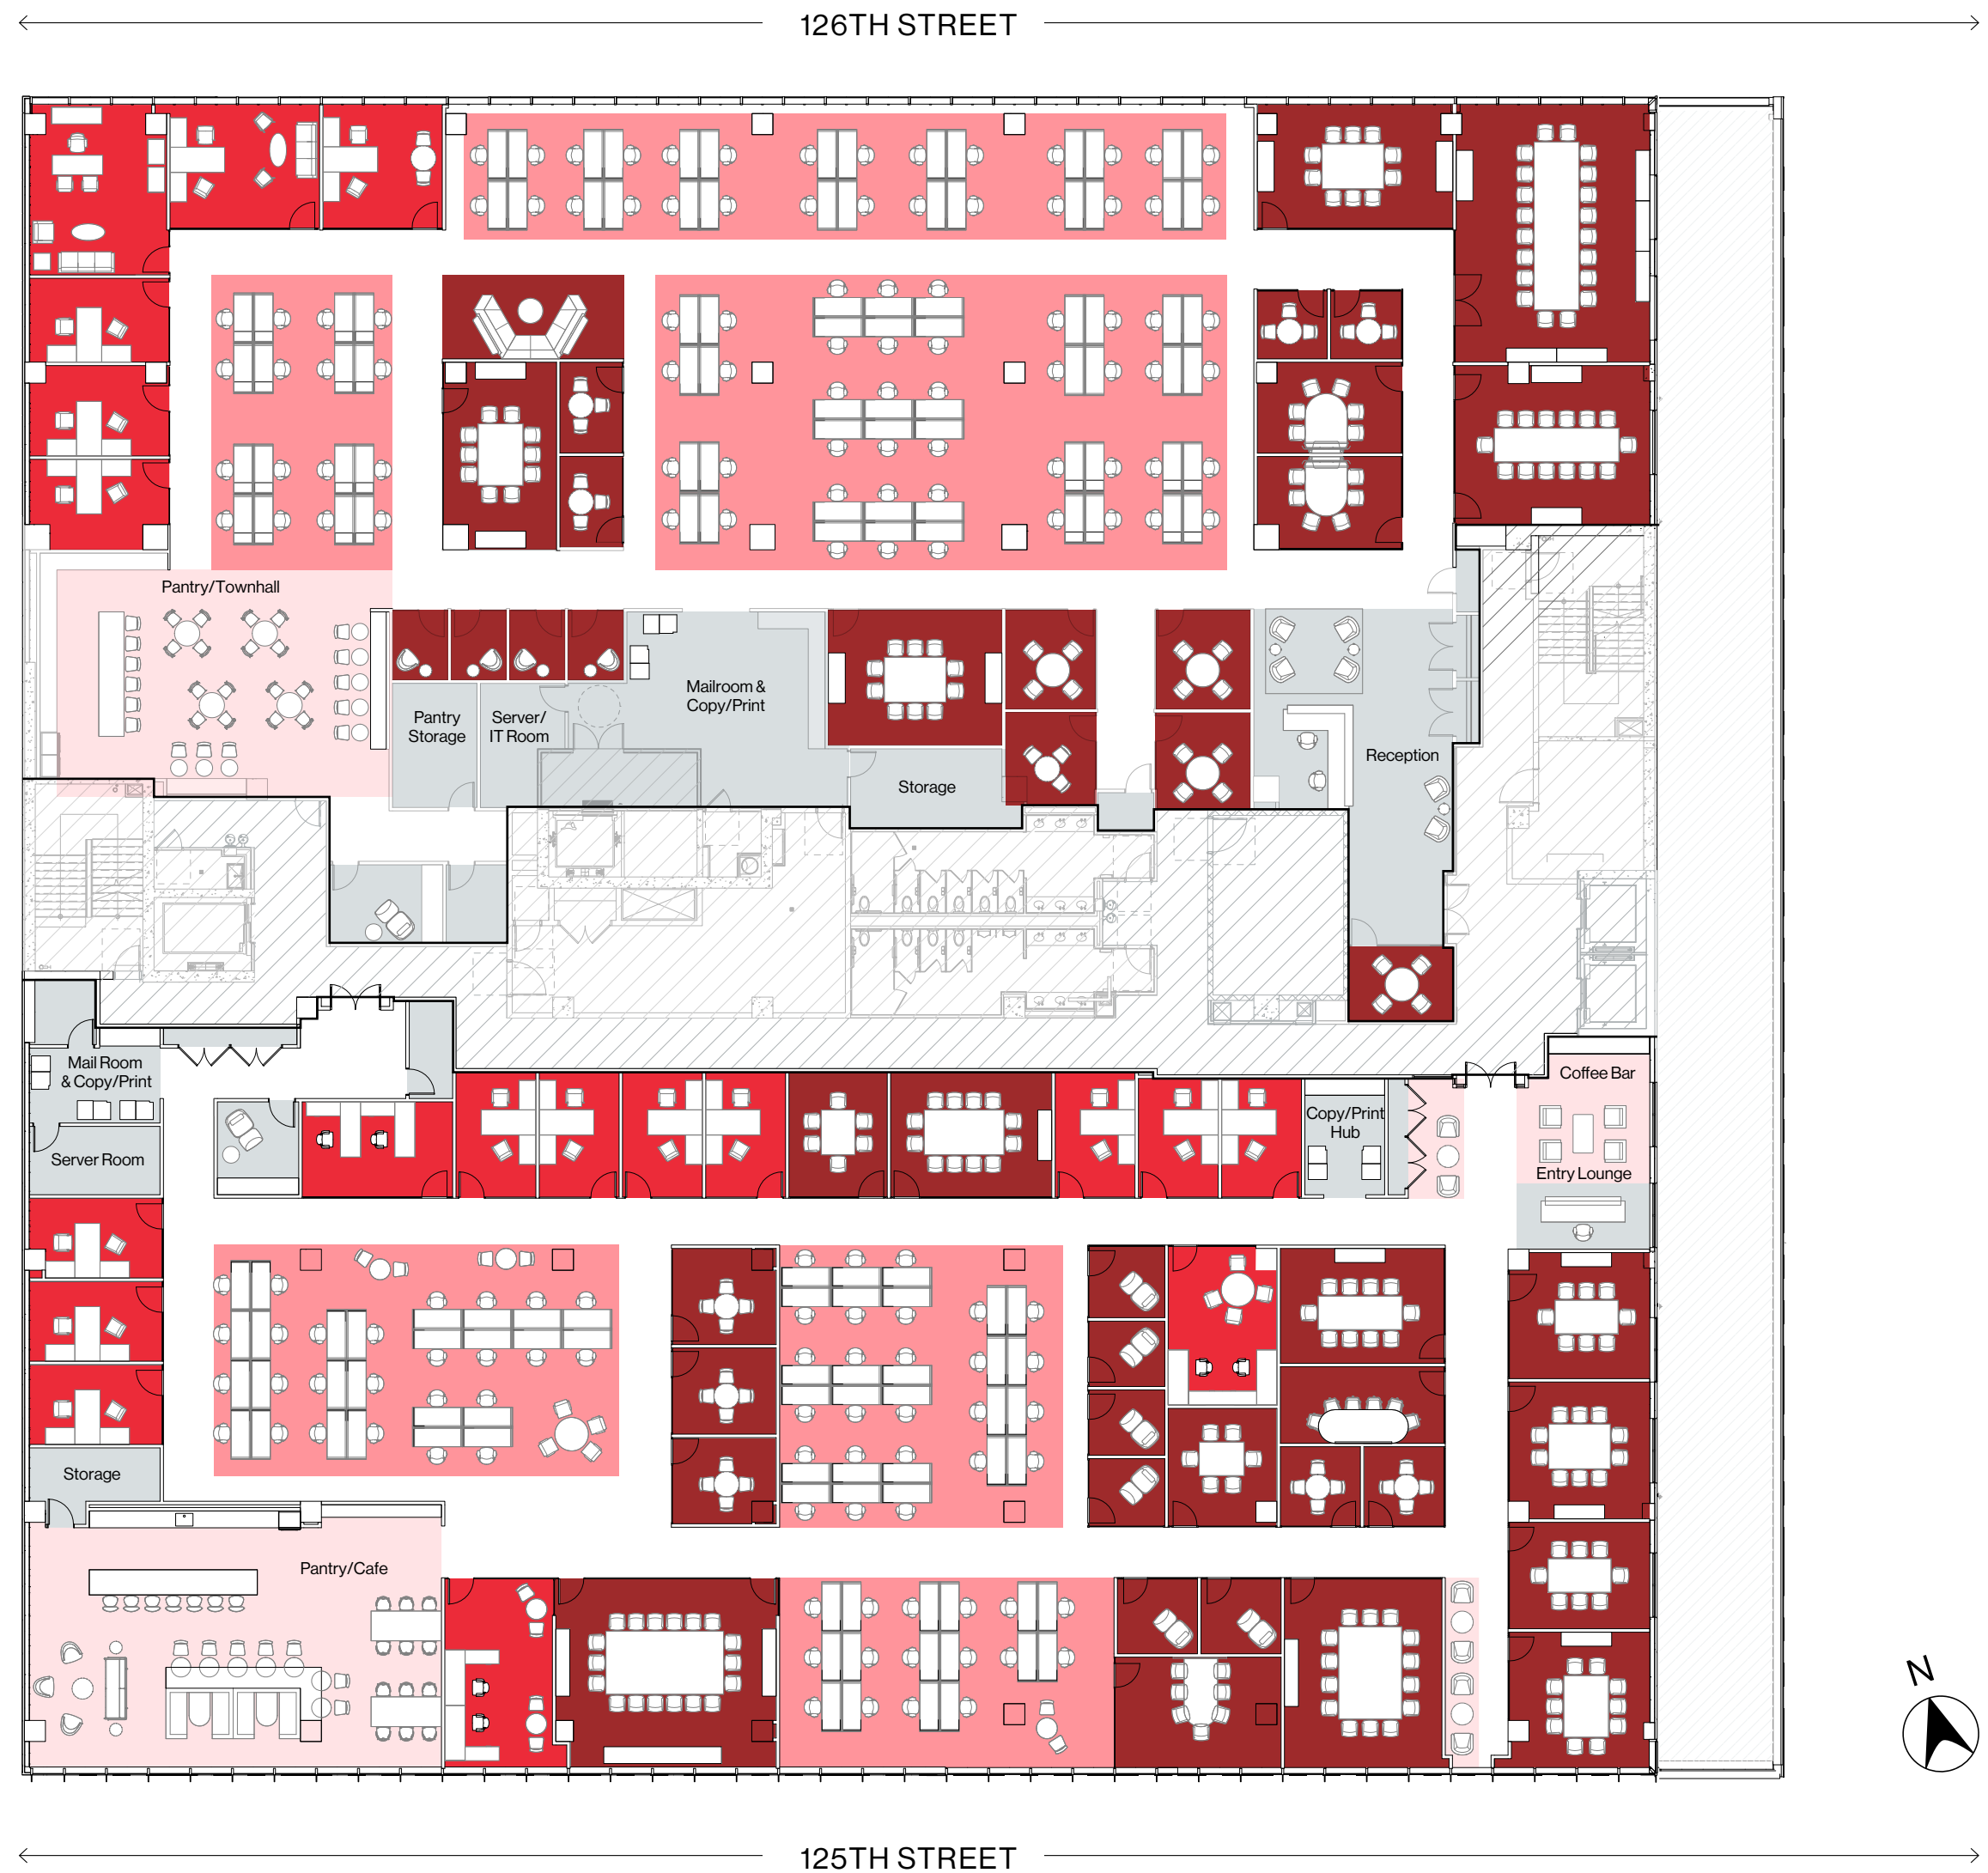 126TH STREET
Pantry/Townhall
Mailroom &
Copy/Print
Pantry
Storage
Server/
IT Room
Reception
Storage
Mail Room
& Copy/Print
Coffee Bar
Copy/Print
Hub
Server Room
Entry Lounge
Storage
Pantry/Cafe
N
125TH STREET